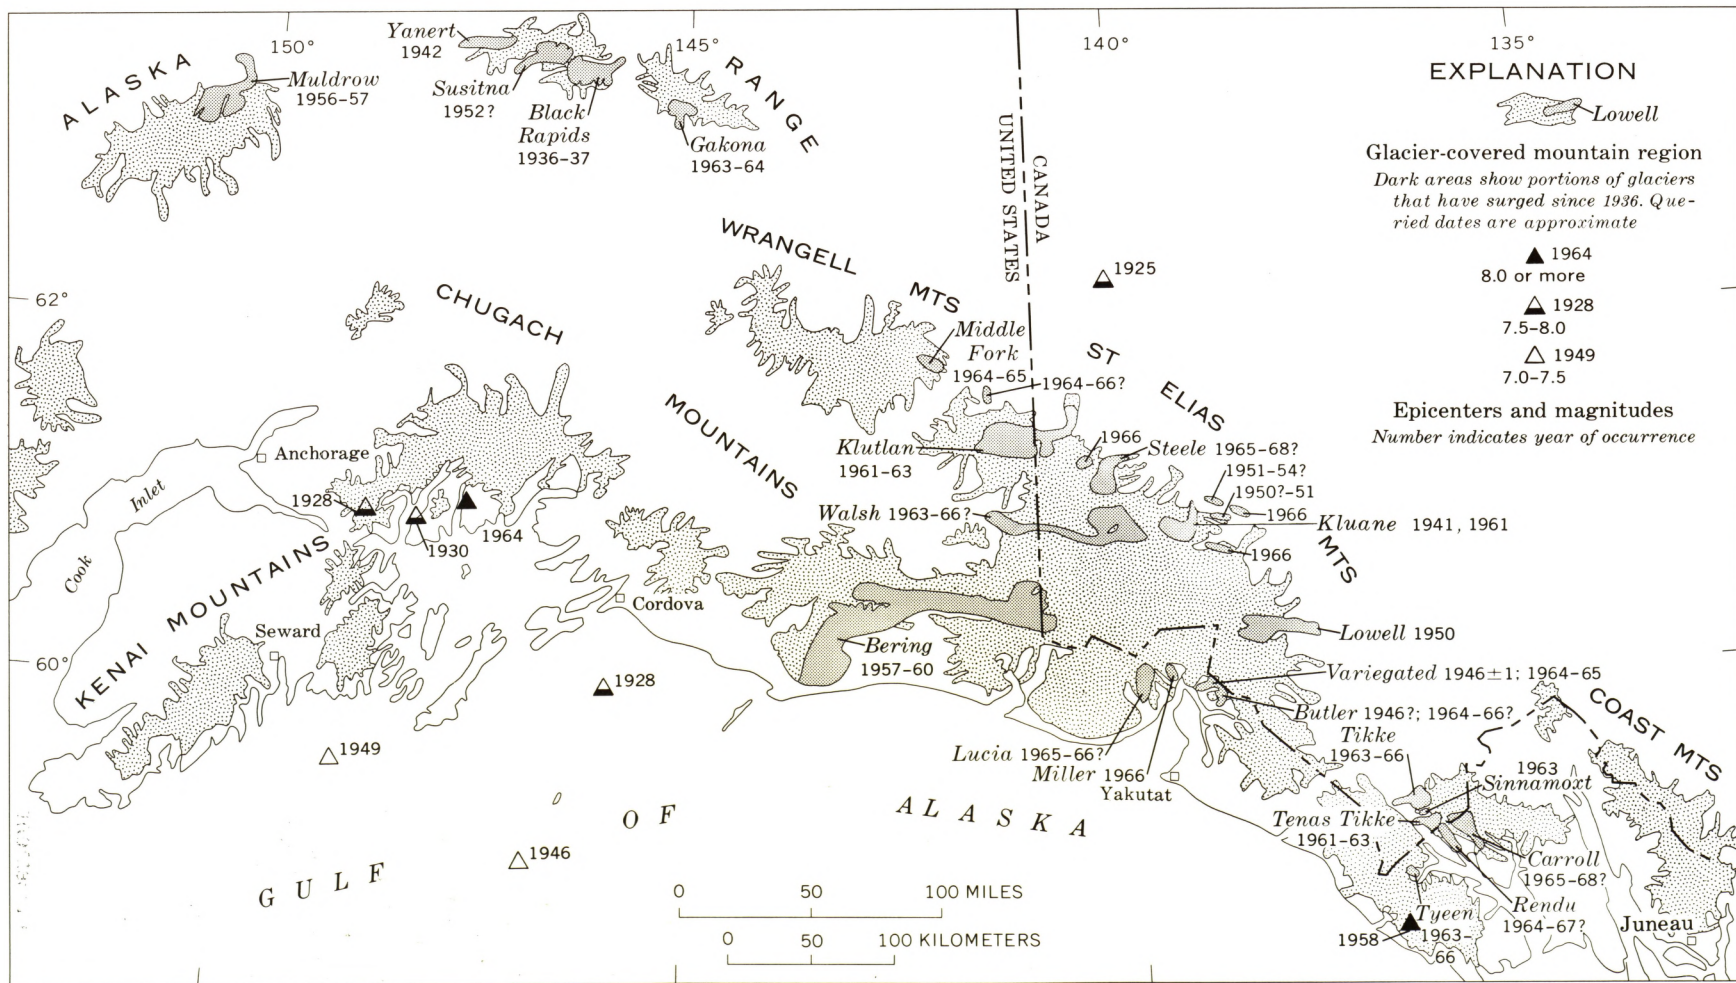 150°
145°
140°
135°
ALASKA
RANGE
Muldrow
1956-57
Yanert
1942
Susitna
1952?
Black
Rapids
1936-37
Gakona
1963-64
UNITED STATES
CANADA
EXPLANATION
Lowell
Glacier-covered mountain region
Dark areas show portions of glaciers
that have surged since 1936. Que-
ried dates are approximate
1964
8.0 or more
1928
7.5-8.0
1949
7.0-7.5
Epicenters and magnitudes
Number indicates year of occurrence
62°
CHUGACH
MOUNTAINS
WRANGELL
MTS
1925
Middle
Fork
1964-65
1964-66?
ST
ELIAS
MTS
Klutlan
1961-63
1966
Steele 1965-68?
1951-54?
1950?-51
1966
Kluane 1941, 1961
1966
Walsh 1963-66?
Anchorage
Cook
Inlet
1928
1930
1964
KENAI MOUNTAINS
Seward
Cordova
60°
Bering
1957-60
Lowell 1950
Variegated 1946±1; 1964-65
Butler 1946?; 1964-66?
COAST MTS
1928
1949
1946
Lucia 1965-66?
Miller 1966
Yakutat
Tikke
1963-66
1963
Sinnamoxt
Tenas Tikke
1961-63
Carroll
1965-68?
Rendu
1964-67?
Tyeen
1963-
66
1958
Juneau
GULF OF ALASKA
0 50 100 MILES
0 50 100 KILOMETERS